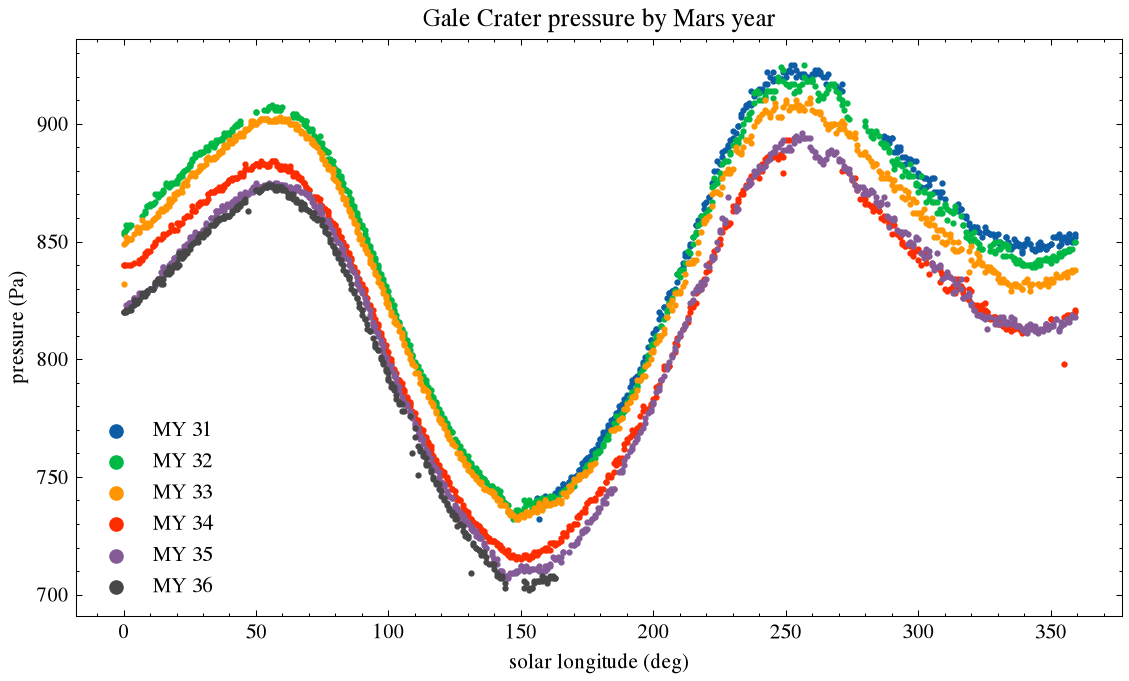 Gale Crater pressure by Mars year
pressure (Pa)
900
850
800
750
700
MY 31
MY 32
MY 33
MY 34
MY 35
MY 36
0 50 100 150 200 250 300 350
solar longitude (deg)